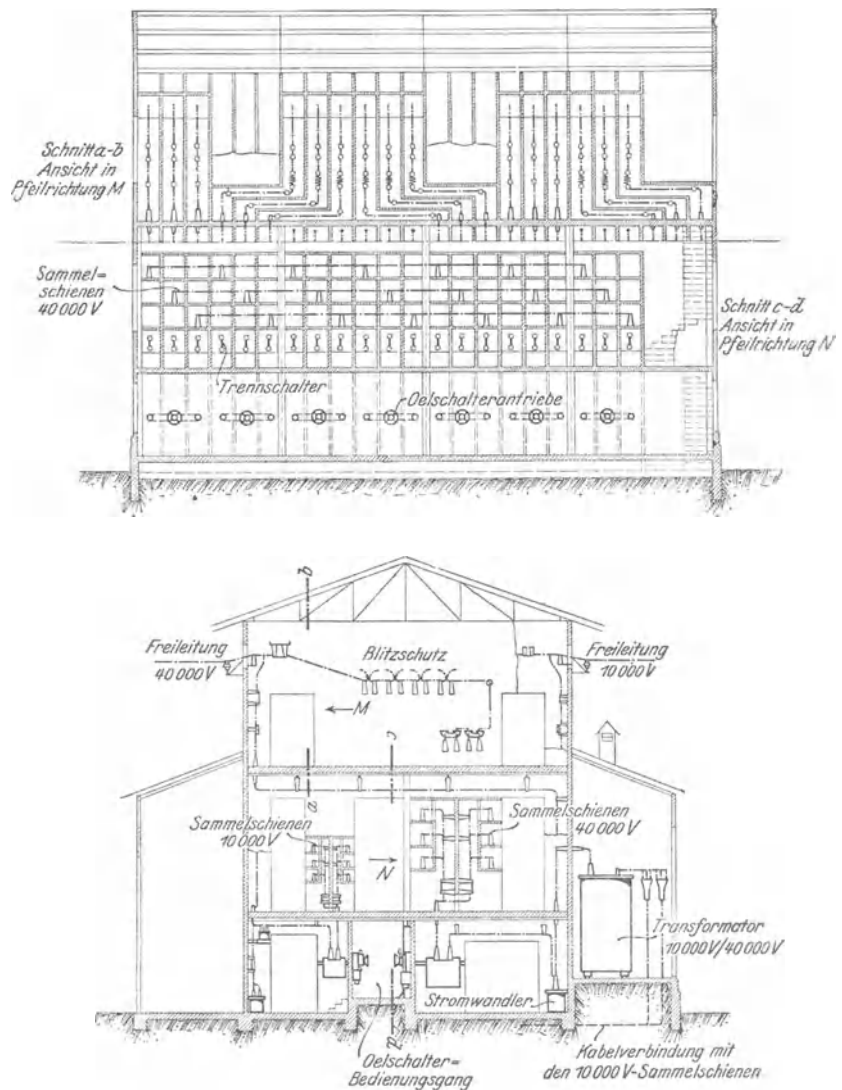 Schnitt a-b
Ansicht in
Pfeilrichtung M
Sammel=
schienen
40 000 V
Schnitt c-d
Ansicht in
Pfeilrichtung N
Trennschalter
Oelschalterantriebe
b
Freileitung
40 000 V
Blitzschutz
Freileitung
10 000 V
M
a
c
Sammelschienen
10 000 V
Sammelschienen
40 000 V
N
Transformator
10 000 V/40 000 V
Stromwandler
d
Oelschalter=
Bedienungsgang
Kabelverbindung mit
den 10 000 V-Sammelschienen